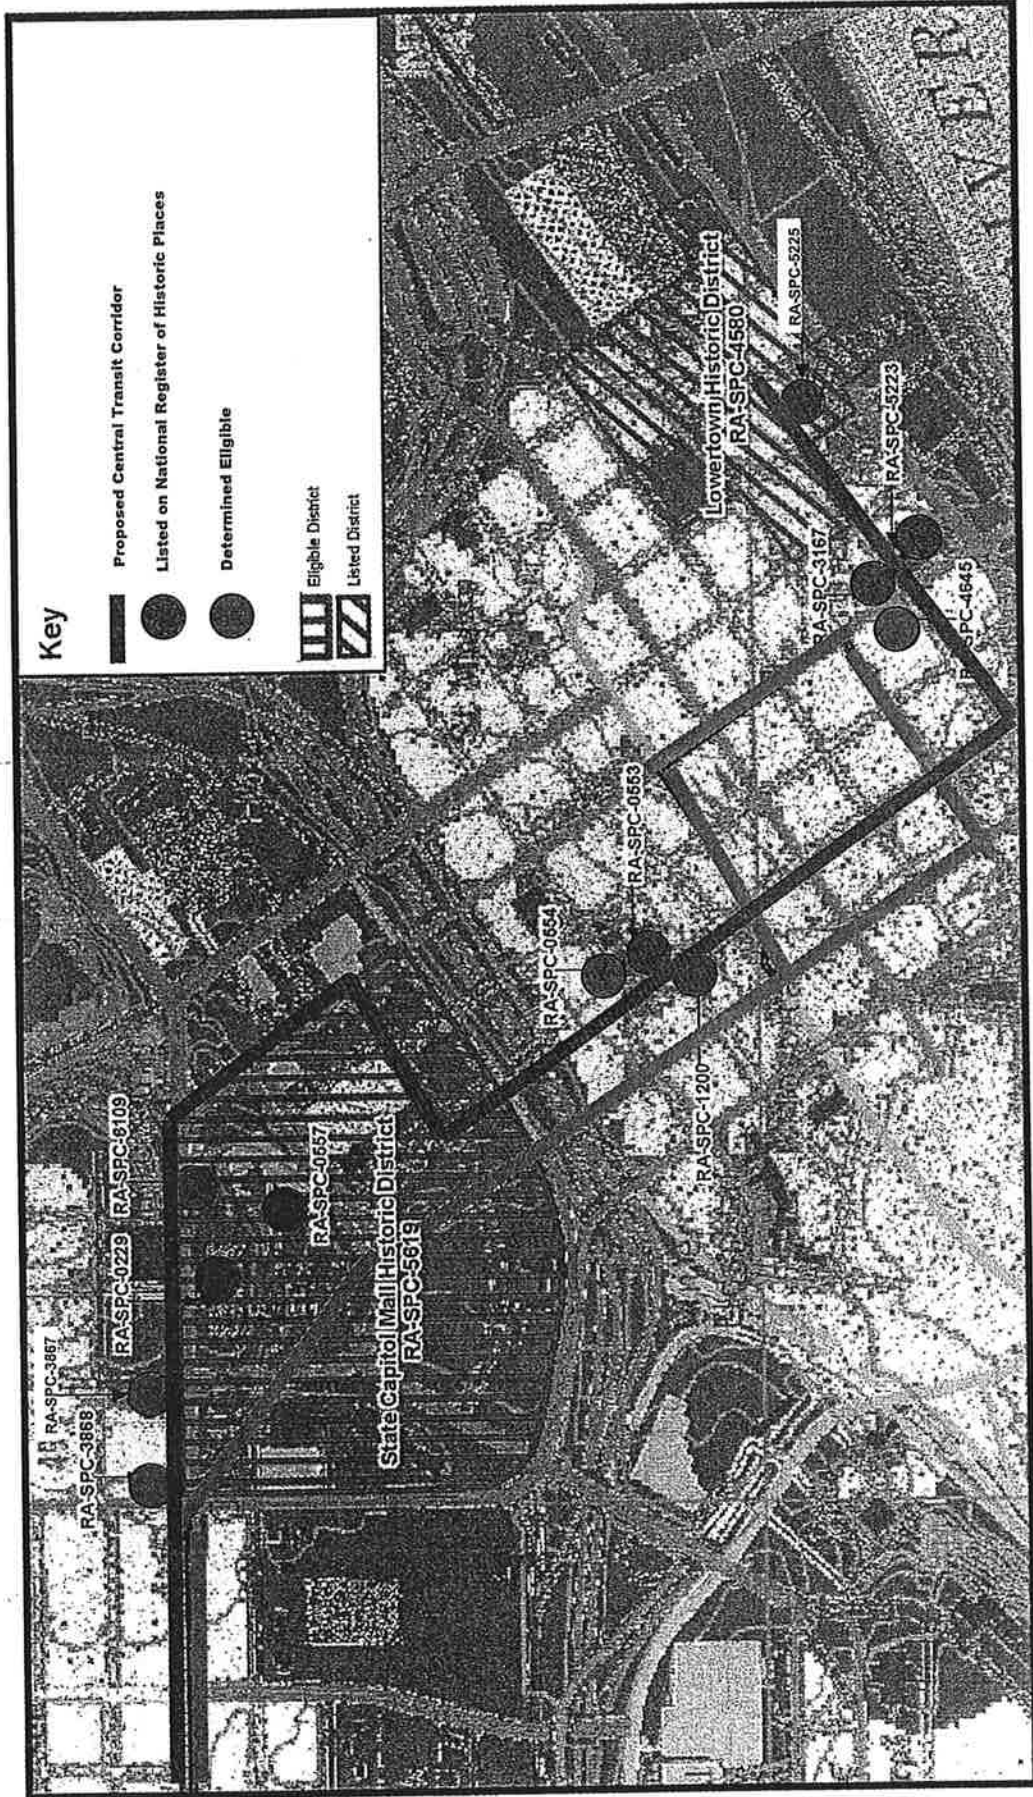 Key
Proposed Central Transit Corridor
Listed on National Register of Historic Places
Determined Eligible
Eligible District
Listed District
RA-SPC-3868
RA-SPC-3867
RA-SPC-0229
RA-SPC-6109
RA-SPC-0557
State Capitol Mall Historic District
RA-SPC-5619
RA-SPC-1200
RA-SPC-0554
RA-SPC-0553
Lowertown Historic District
RA-SPC-4580
RA-SPC-5225
RA-SPC-5223
RA-SPC-3167
SPC-4645
VER